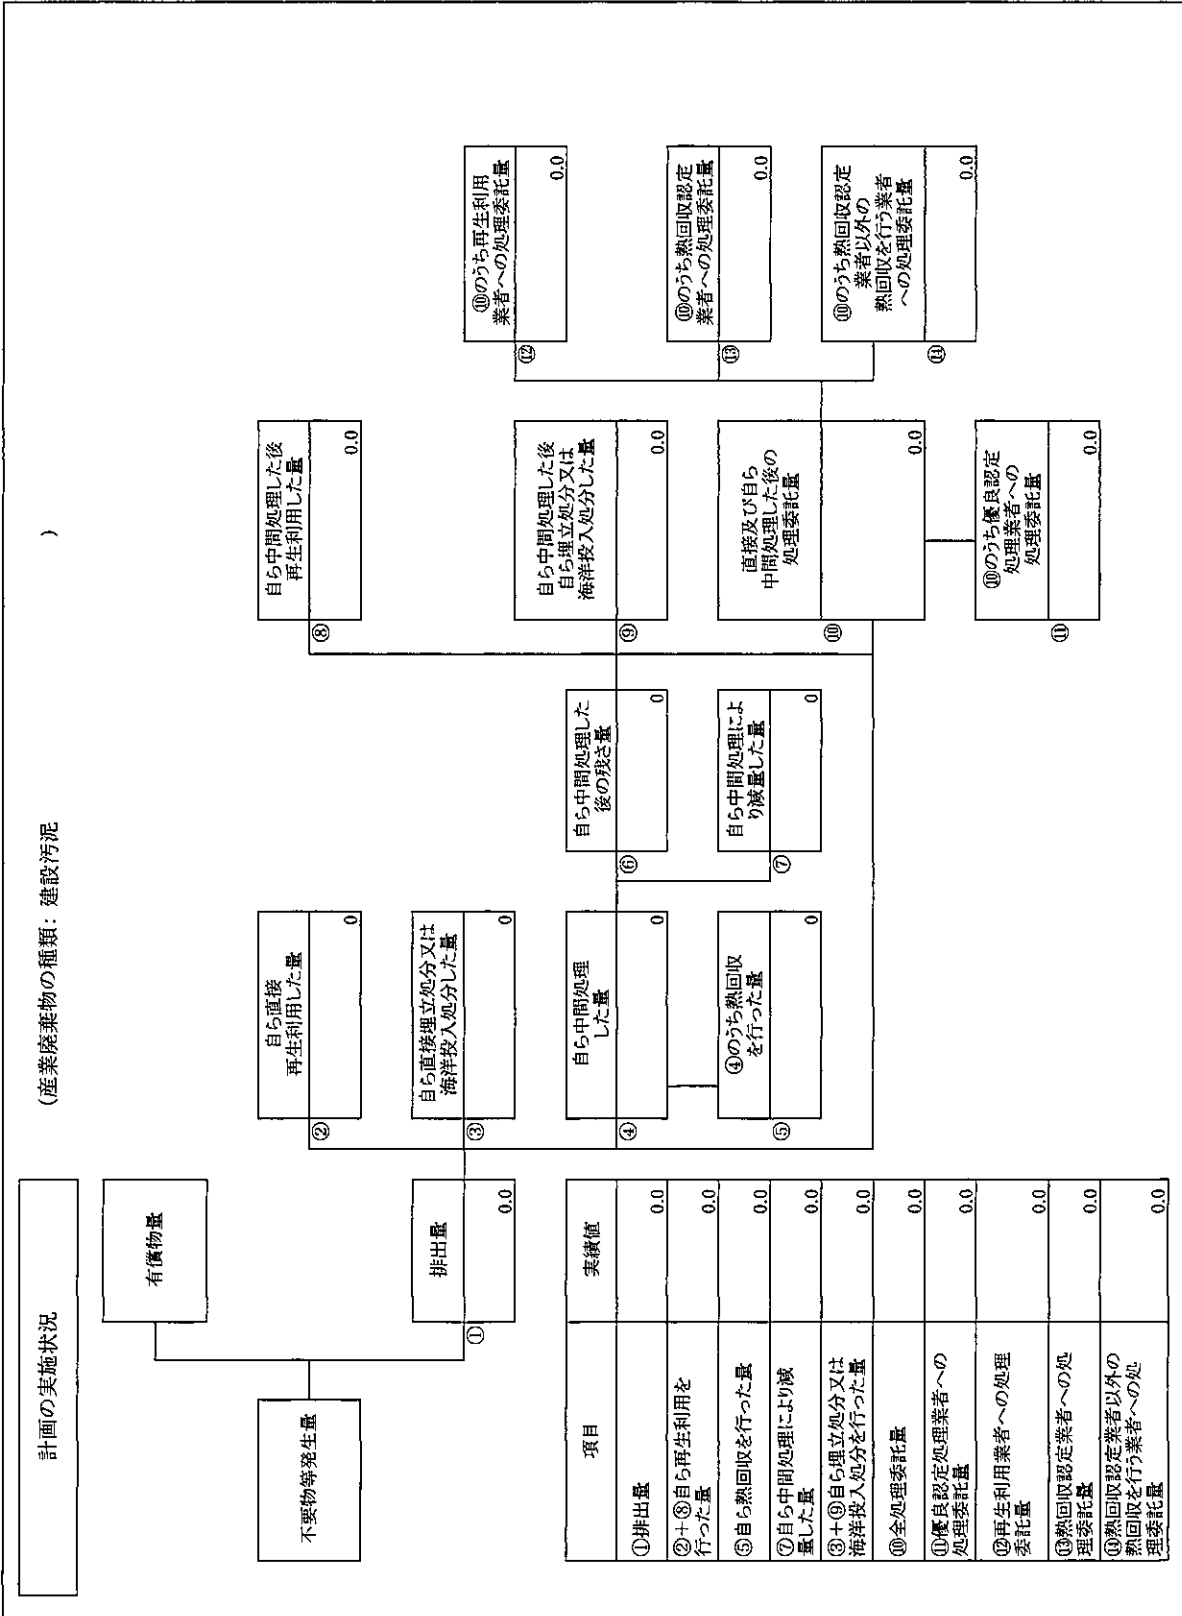 計画の実施状況
(産業廃棄物の種類: 建設汚泥
)
不要物等発生量
有償物量
①
排出量
0.0
②
自ら直接
再生利用した量
0
③
自ら直接埋立処分又は
海洋投入処分した量
0
④
自ら中間処理
した量
0
⑤
④のうち熱回収
を行った量
0
⑥
自ら中間処理した
後の残さ量
0
⑦
自ら中間処理によ
り減量した量
0
⑧
自ら中間処理した後
再生利用した量
0.0
⑨
自ら中間処理した後
自ら埋立処分又は
海洋投入処分した量
0.0
⑩
直接及び自ら
中間処理した後の
処理委託量
0.0
⑪
⑩のうち優良認定
処理業者への
処理委託量
0.0
⑫
⑩のうち再生利用
業者への処理委託量
0.0
⑬
⑩のうち熱回収認定
業者への処理委託量
0.0
⑭
⑩のうち熱回収認定
業者以外の
熱回収を行う業者
への処理委託量
0.0
項目 実績値
①排出量 0.0
②+⑧自ら再生利用を
行った量 0.0
⑤自ら熱回収を行った量 0.0
⑦自ら中間処理により減
量した量 0.0
③+⑨自ら埋立処分又は
海洋投入処分を行った量 0.0
⑩全処理委託量 0.0
⑪優良認定処理業者への
処理委託量 0.0
⑫再生利用業者への処理
委託量 0.0
⑬熱回収認定業者への処
理委託量 0.0
⑭熱回収認定業者以外の
熱回収を行う業者への処
理委託量 0.0